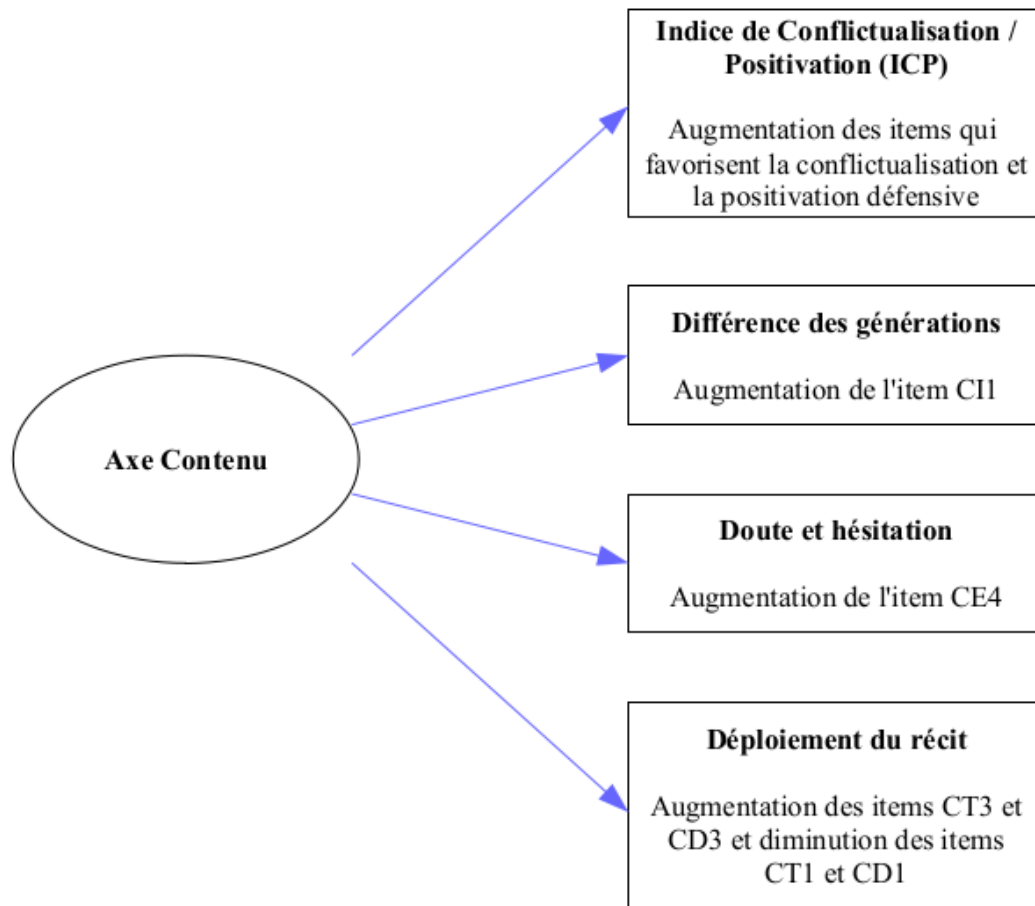 Indice de Conflictualisation /
Positivation (ICP)
Augmentation des items qui
favorisent la conflictualisation et
la positivation défensive
Différence des générations
Augmentation de l'item CI1
Axe Contenu
Doute et hésitation
Augmentation de l'item CE4
Déploiement du récit
Augmentation des items CT3 et
CD3 et diminution des items
CT1 et CD1